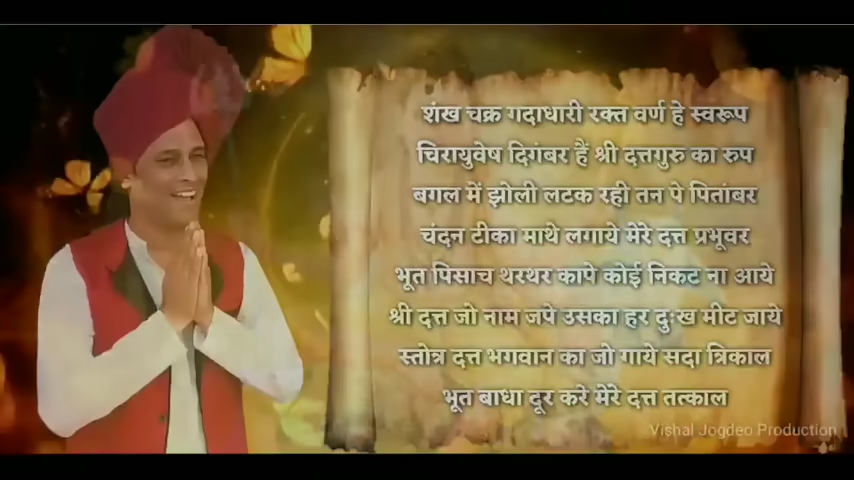 शंख चक्र गदाधारी रक्त वर्ण हे स्वरूप
चिरायुवेष दिगंबर हैं श्री दत्तगुरु का रुप
बगल में झोली लटक रही तन पे पितांबर
चंदन टीका माथे लगाये मेरे दत्त प्रभूवर
भूत पिसाच थरथर कापे कोई निकट ना आये
श्री दत्त जो नाम जपे उसका हर दुःख मीट जाये
स्तोत्र दत्त भगवान का जो गाये सदा त्रिकाल
भूत बाधा दूर करे मेरे दत्त तत्काल
Vishal Jogdeo Production